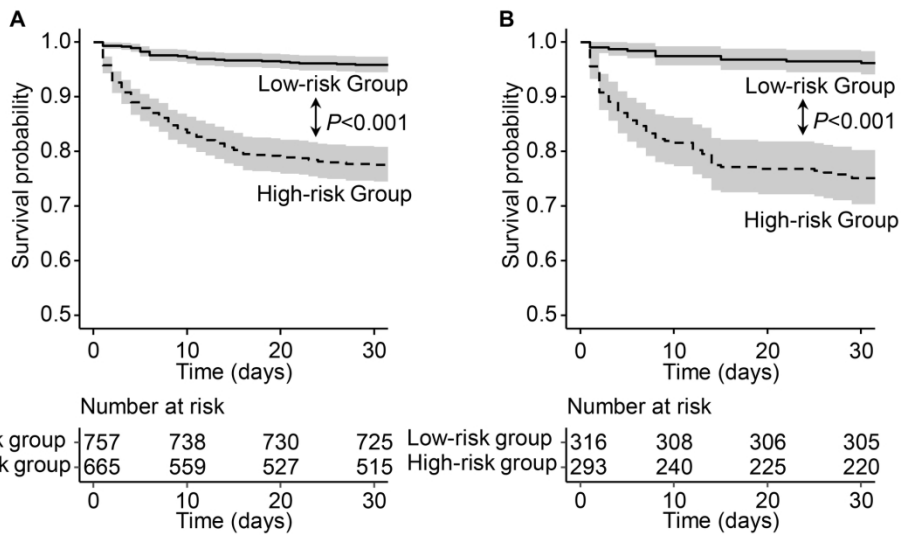 A
Survival probability
1.0
0.9
0.8
0.7
0.6
0.5
Low-risk Group
P<0.001
High-risk Group
0 10 20 30
Time (days)
Number at risk
k group 757 738 730 725
k group 665 559 527 515
0 10 20 30
Time (days)
B
Survival probability
1.0
0.9
0.8
0.7
0.6
0.5
Low-risk Group
P<0.001
High-risk Group
0 10 20 30
Time (days)
Number at risk
Low-risk group 316 308 306 305
High-risk group 293 240 225 220
0 10 20 30
Time (days)